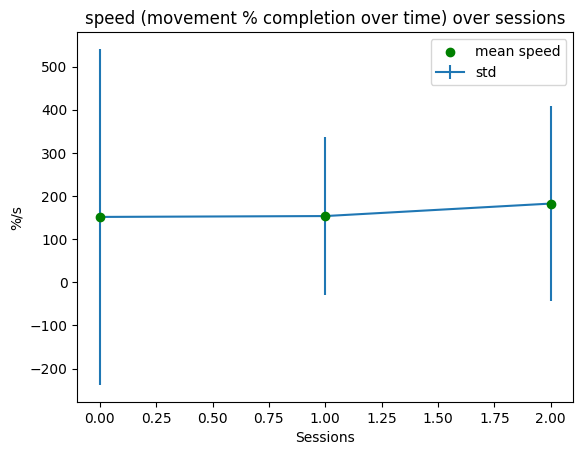 speed (movement % completion over time) over sessions
mean speed
std
500
400
300
200
100
0
−100
−200
%/s
0.00 0.25 0.50 0.75 1.00 1.25 1.50 1.75 2.00
Sessions